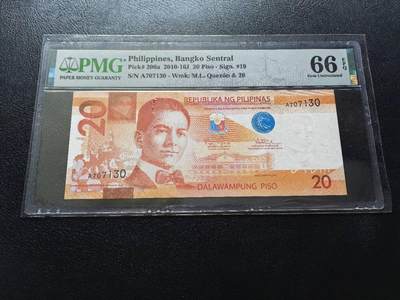 PMG
PAPER MONEY GUARANTY
Philippines, Bangko Sentral
Pick# 206a 2010-16J 20 Piso - Sign. #19
S/N A707130 - Wmk: M.L. Quezon & 20
66
EPQ
Gem Uncirculated
REPUBLIKA NG PILIPINAS
A707130
20
A707130
DALAWAMPUNG PISO
20